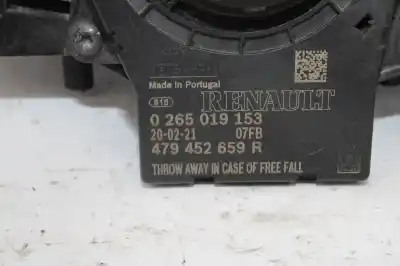 Made in Portugal
RENAULT
0 265 019 153
20-02-21 07FB
479 452 659 R
THROW AWAY IN CASE OF FREE FALL